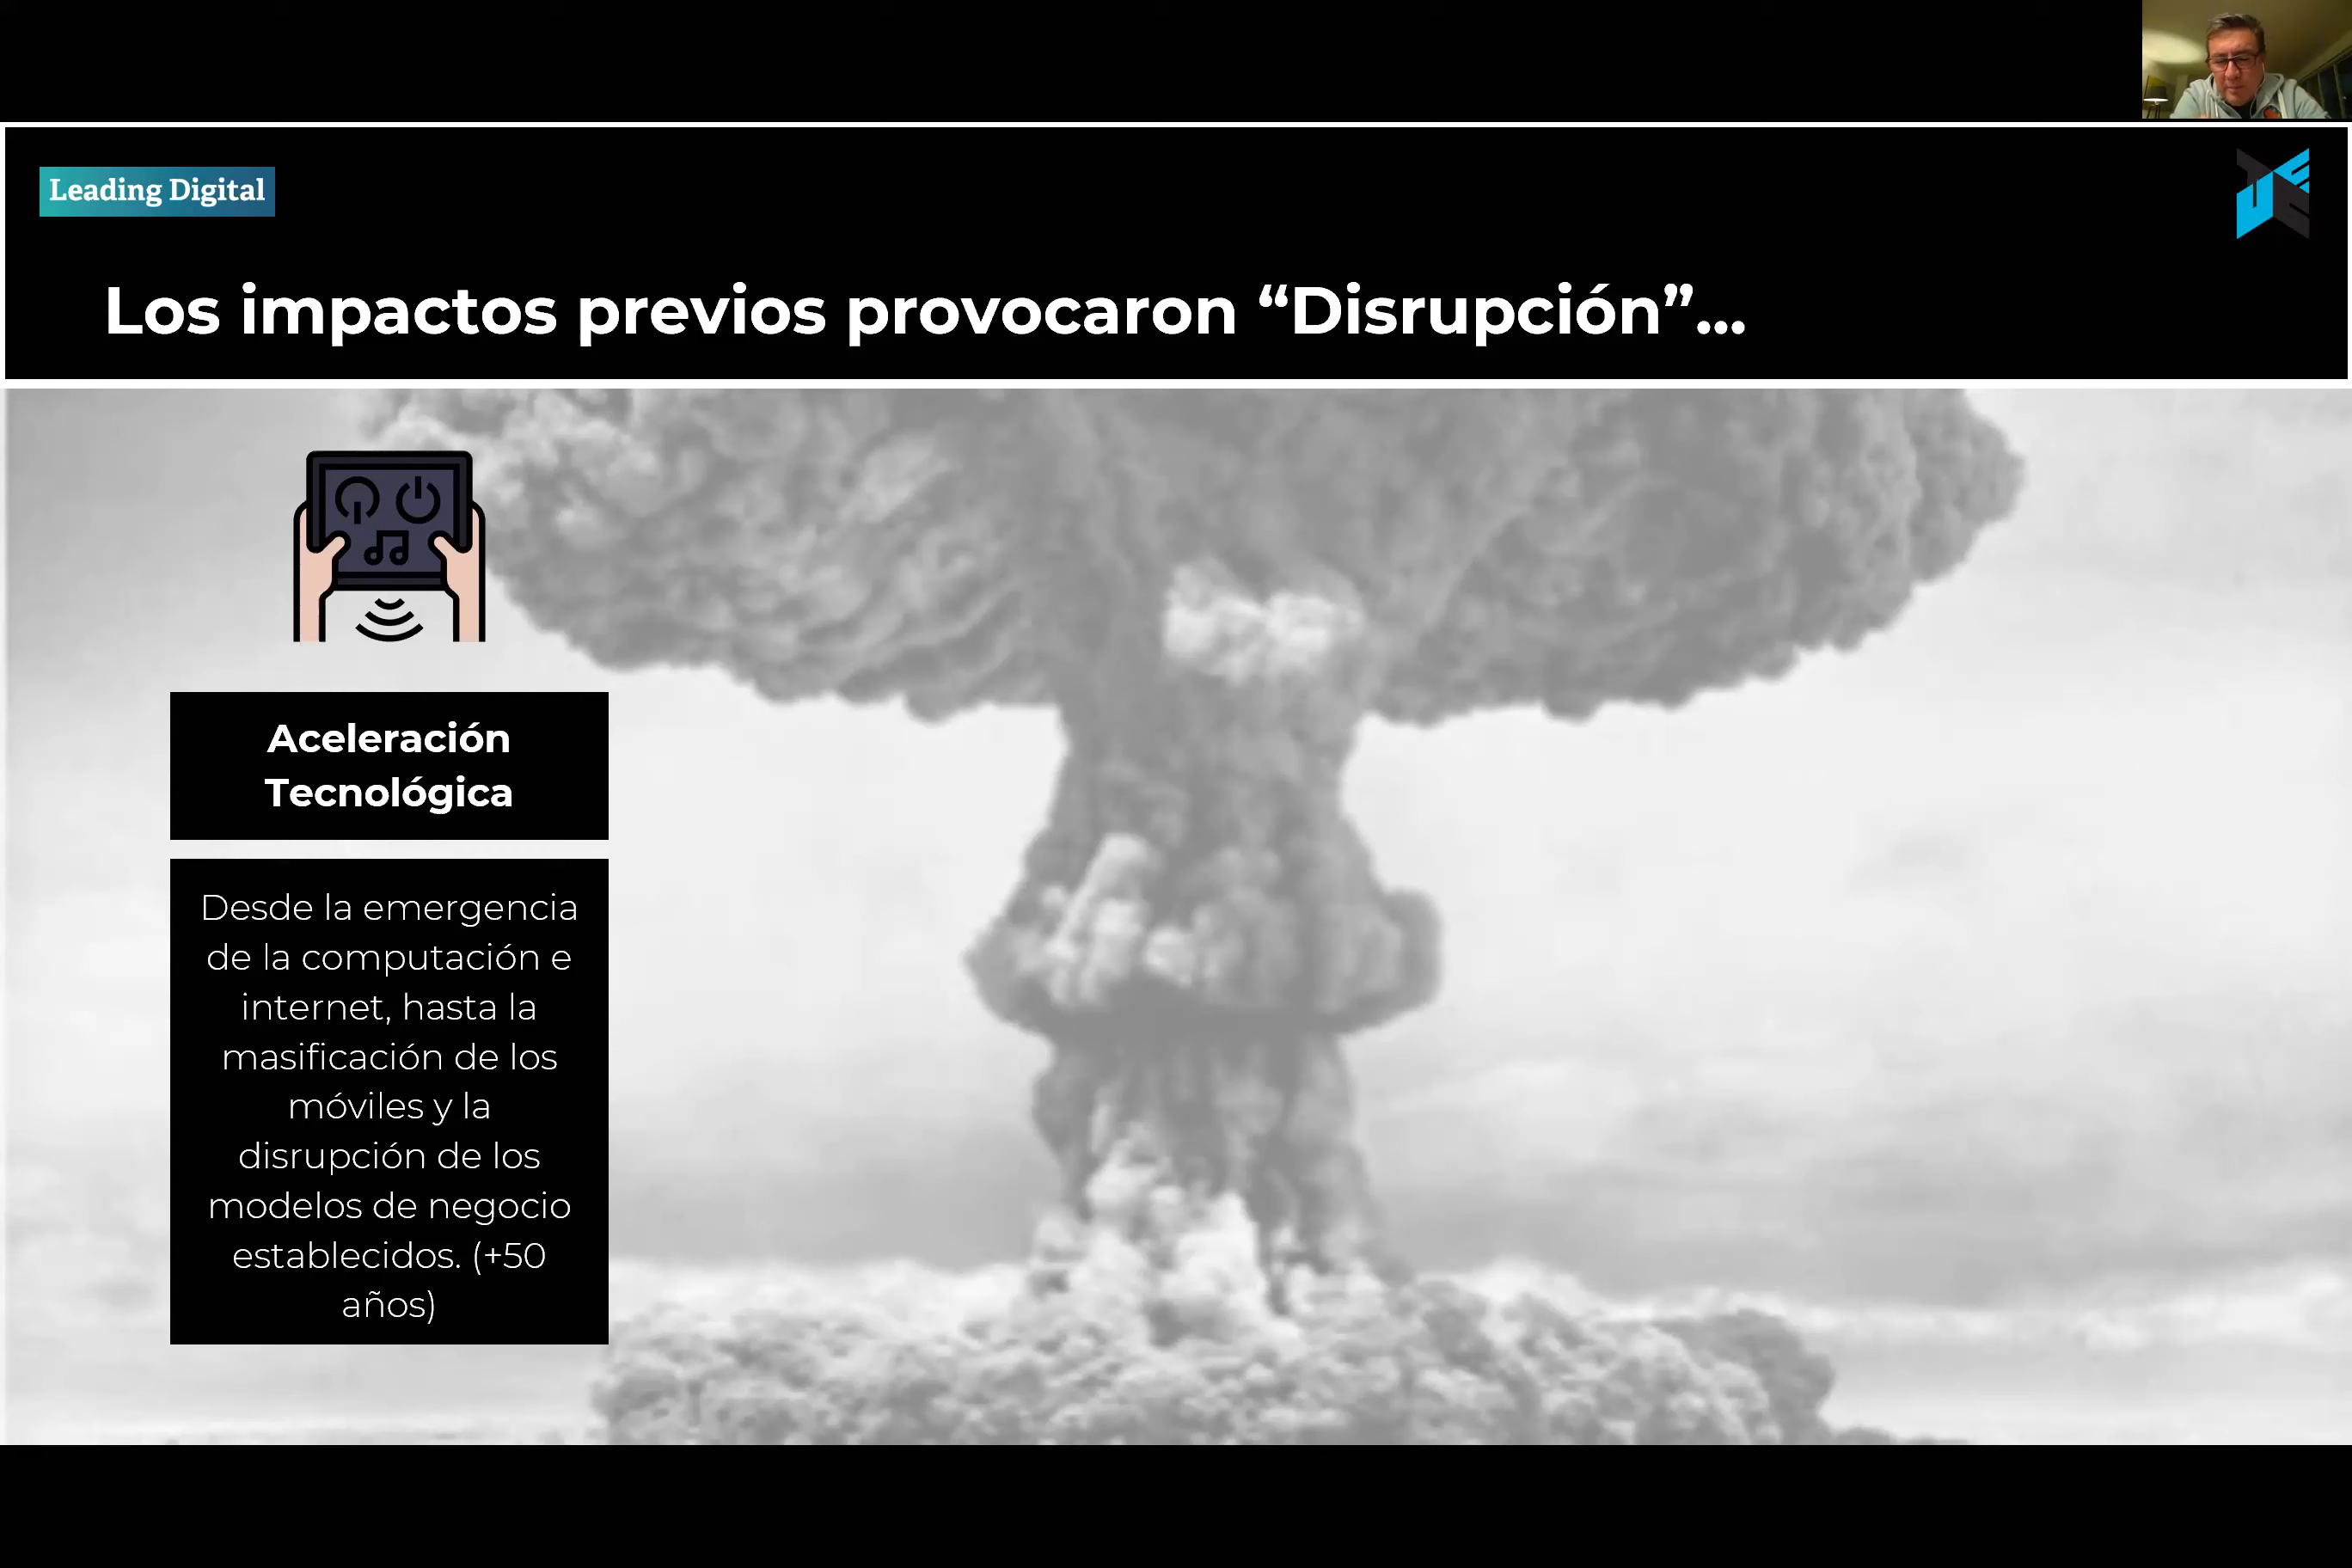 Leading Digital
Los impactos previos provocaron “Disrupción”...
Aceleración
Tecnológica
Desde la emergencia
de la computación e
internet, hasta la
masificación de los
móviles y la
disrupción de los
modelos de negocio
establecidos. (+50
años)